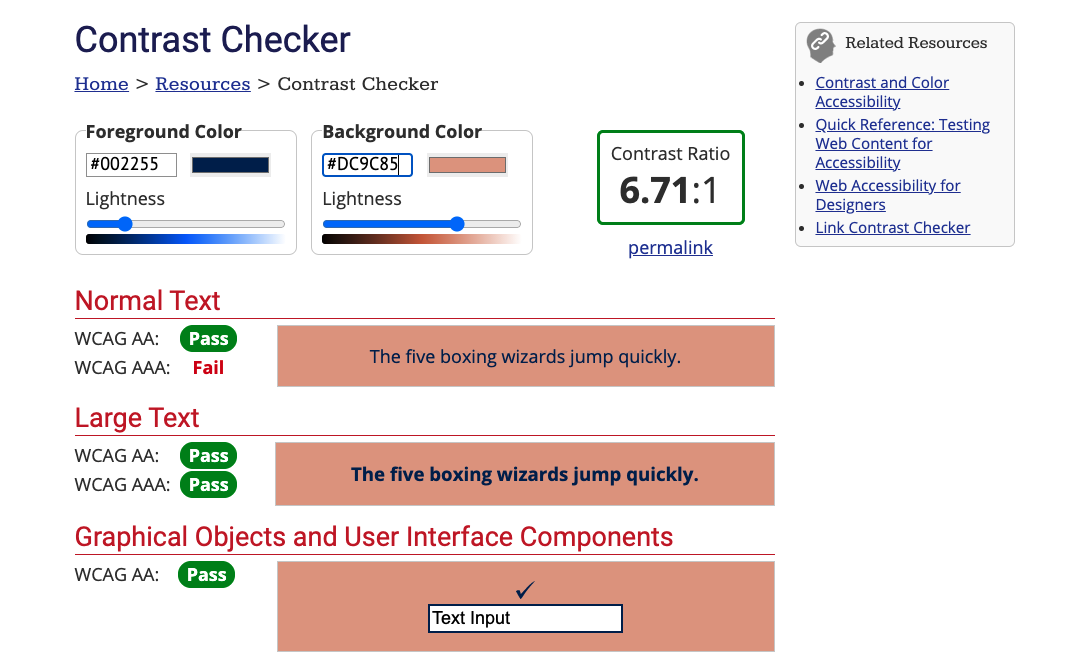 Contrast Checker
Home > Resources > Contrast Checker
Foreground Color
#002255
Lightness
Background Color
#DC9C85
Lightness
Contrast Ratio
6.71:1
permalink
Related Resources
Contrast and Color
Accessibility
Quick Reference: Testing
Web Content for
Accessibility
Web Accessibility for
Designers
Link Contrast Checker
Normal Text
WCAG AA: Pass
WCAG AAA: Fail
The five boxing wizards jump quickly.
Large Text
WCAG AA: Pass
WCAG AAA: Pass
The five boxing wizards jump quickly.
Graphical Objects and User Interface Components
WCAG AA: Pass
✓
Text Input